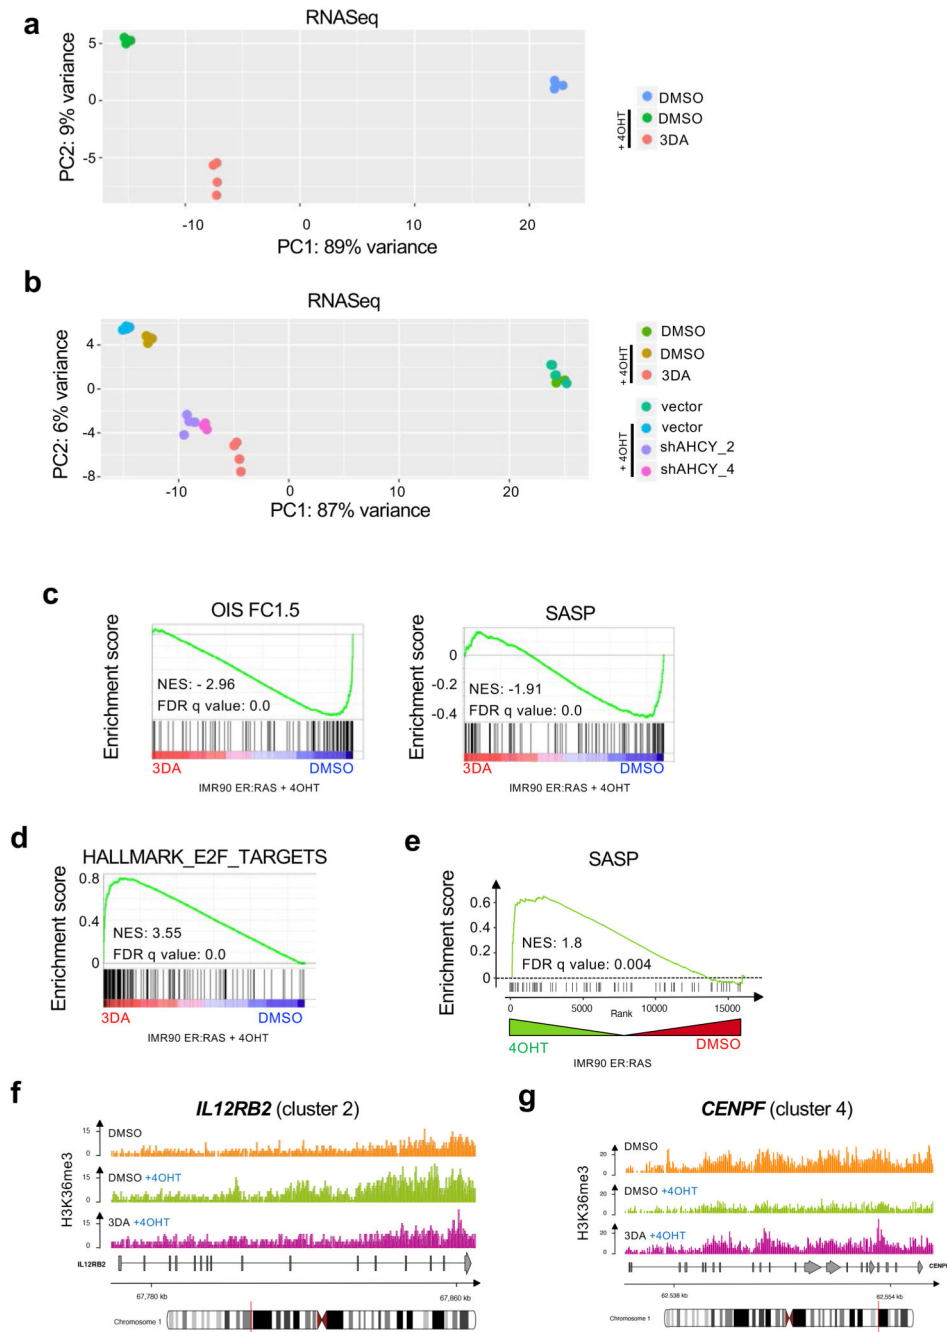 a
RNASeq
PC2: 9% variance
5
0
-5
-10
0
10
20
PC1: 89% variance
DMSO
+ 4OHT
DMSO
3DA
b
RNASeq
PC2: 6% variance
4
0
-4
-8
-10
0
10
20
PC1: 87% variance
DMSO
+ 4OHT
DMSO
3DA
vector
+ 4OHT
vector
shAHCY_2
shAHCY_4
c
OIS FC1.5
Enrichment score
NES: - 2.96
FDR q value: 0.0
3DA
DMSO
IMR90 ER:RAS + 4OHT
SASP
Enrichment score
0
-0.2
-0.4
NES: -1.91
FDR q value: 0.0
3DA
DMSO
IMR90 ER:RAS + 4OHT
d
HALLMARK_E2F_TARGETS
Enrichment score
0.8
0.4
0
NES: 3.55
FDR q value: 0.0
3DA
DMSO
IMR90 ER:RAS + 4OHT
e
SASP
Enrichment score
0.6
0.4
0.2
0
NES: 1.8
FDR q value: 0.004
0
5000
10000
15000
Rank
4OHT
DMSO
IMR90 ER:RAS
f
IL12RB2 (cluster 2)
H3K36me3
15
0
DMSO
15
0
DMSO +4OHT
15
0
3DA +4OHT
IL12RB2
67,780 kb
67,860 kb
Chromosome 1
g
CENPF (cluster 4)
H3K36me3
20
0
DMSO
20
0
DMSO +4OHT
20
0
3DA +4OHT
CENPF
62,538 kb
62,554 kb
Chromosome 1